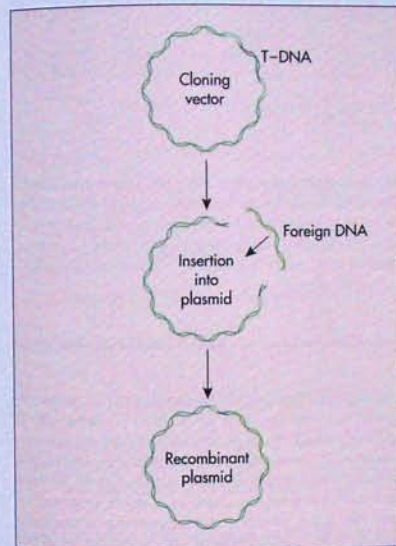 T–DNA
Cloning
vector
Foreign DNA
Insertion
into
plasmid
Recombinant
plasmid